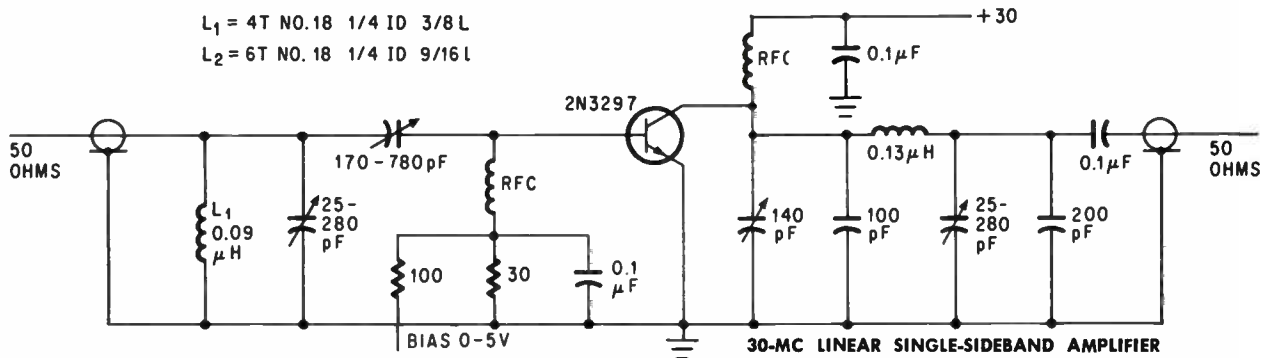 L1 = 4T NO.18 1/4 ID 3/8 L
L2 = 6T NO.18 1/4 ID 9/16 L
+30
RFC
0.1µF
2N3297
50
OHMS
170-780pF
0.13µH
0.1µF
50
OHMS
RFC
L1
0.09
µH
25-
280
pF
140
pF
100
pF
25-
280
pF
200
pF
100
30
0.1
µF
BIAS 0-5V
30-MC LINEAR SINGLE-SIDEBAND AMPLIFIER